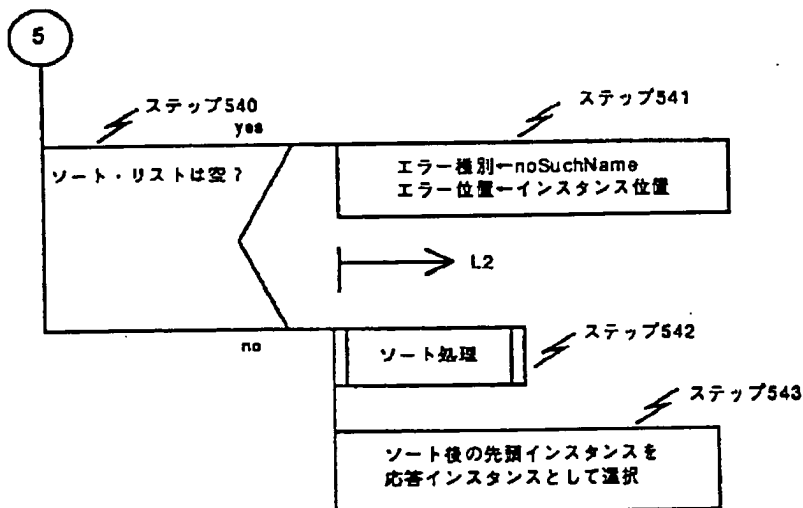 5
ステップ540
yes
ソート・リストは空?
ステップ541
エラー種別←noSuchName
エラー位置←インスタンス位置
L2
no
ソート処理
ステップ542
ステップ543
ソート後の先頭インスタンスを
応答インスタンスとして選択